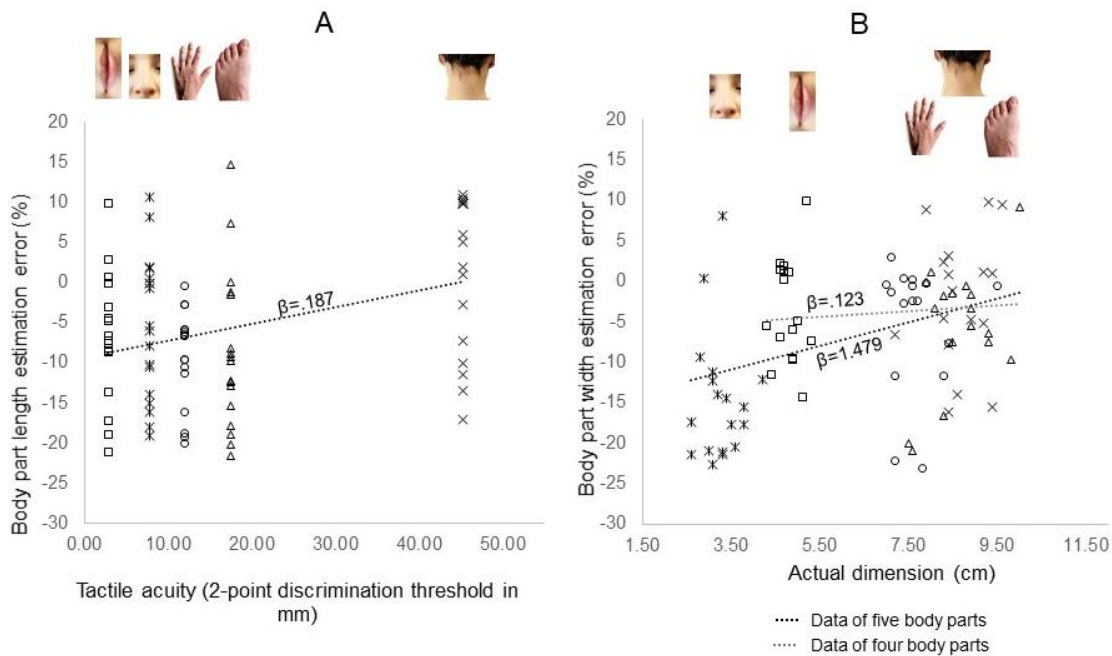 A
Body part length estimation error (%)
20
15
10
5
0
-5
-10
-15
-20
-25
-30
β=.187
0.00 10.00 20.00 30.00 40.00 50.00
Tactile acuity (2-point discrimination threshold in
mm)
B
Body part width estimation error (%)
20
15
10
5
0
-5
-10
-15
-20
-25
-30
β=.123
β=1.479
1.50 3.50 5.50 7.50 9.50 11.50
Actual dimension (cm)
Data of five body parts
Data of four body parts